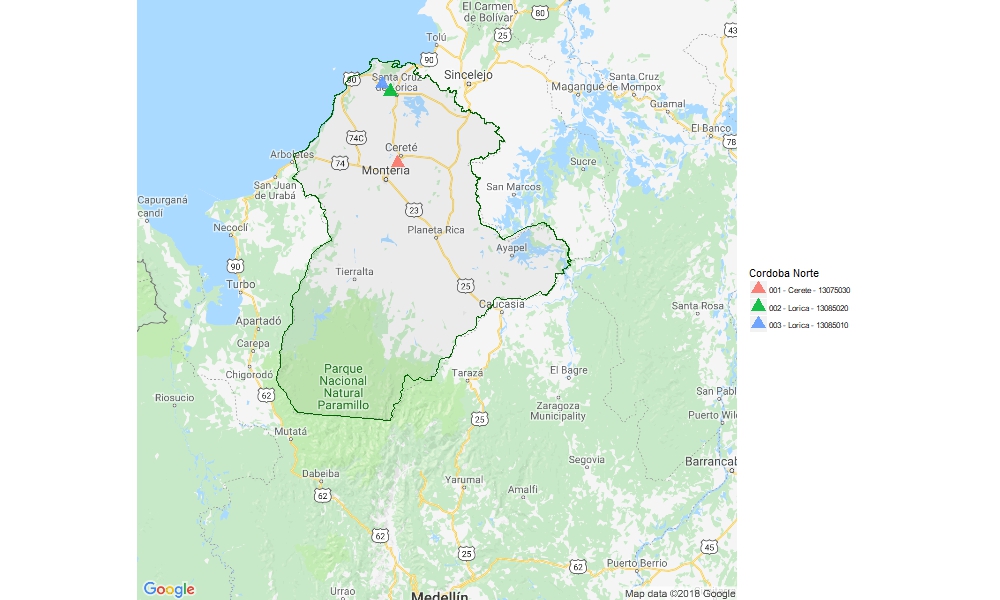 El Carmen
de Bolívar
80
25
43
Tolú
90
Sincelejo
90
Santa Cruz
de Lorica
Santa Cruz
Magangué de Mompox
Guamal
El Banco
78
74C
Cereté
Arboletes
74
Montería
Sucre
San Juan
de Urabá
San Marcos
Capurganá
candí
23
Necoclí
Planeta Rica
Ayapel
90
Tierralta
Turbo
25
Caucasia
Santa Rosa
Apartadó
Carepa
Chigorodó
Parque
Nacional
Natural
Paramillo
Tarazá
El Bagre
62
Riosucio
San Pabl
Zaragoza
Municipality
Puerto Wil
25
Mutatá
Dabeiba
Segovia
Barrancab
Yarumal
Amalfi
62
62
45
25
Puerto Berrio
62
Urrao
Medellín
Google
Map data ©2018 Google
Cordoba Norte
001 - Cerete - 13075030
002 - Lorica - 13085020
003 - Lorica - 13085010